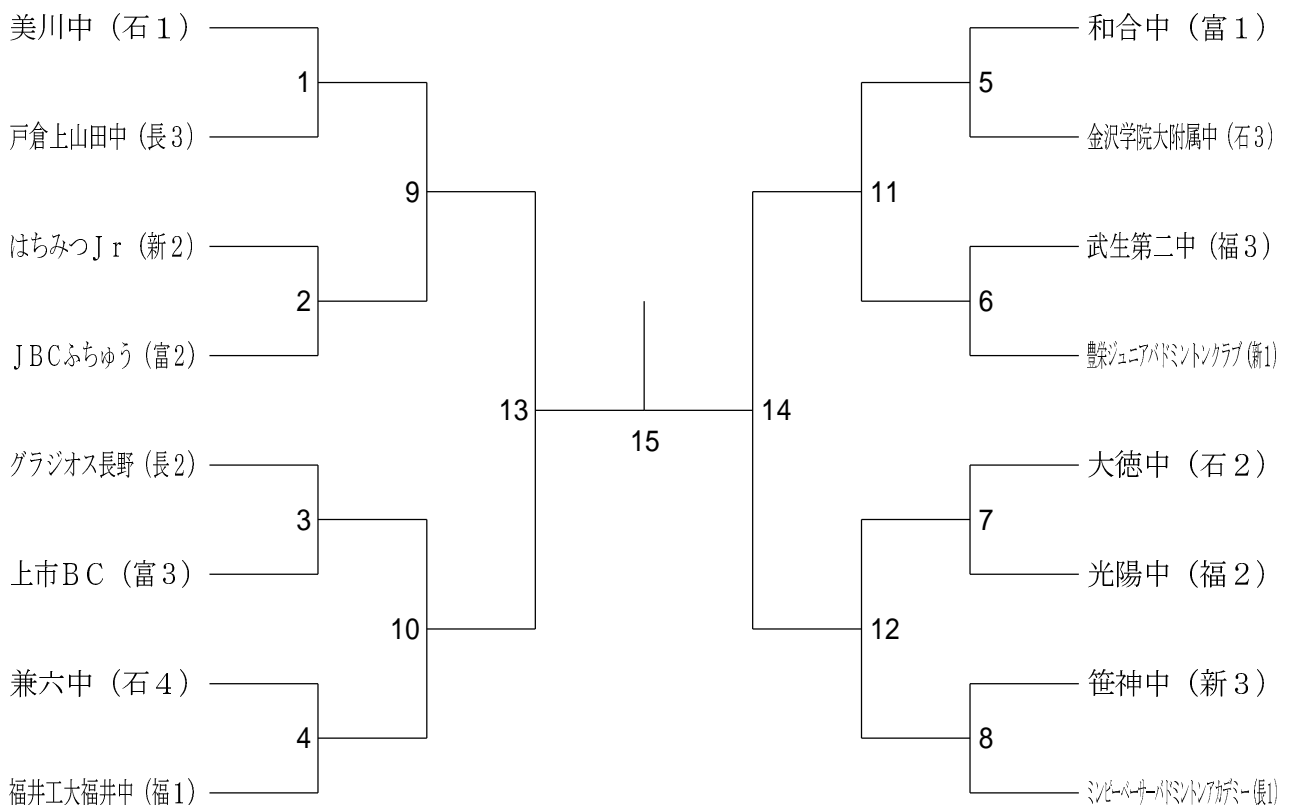 美川中（石１）
1
戸倉上山田中（長３）
9
はちみつＪｒ（新２）
2
ＪＢＣふちゅう（富２）
13
グラジオス長野（長２）
3
上市ＢＣ（富３）
10
兼六中（石４）
4
福井工大福井中（福１）
15
和合中（富１）
5
金沢学院大附属中（石３）
11
武生第二中（福３）
6
豊栄ジュニアバドミントンクラブ（新１）
14
大徳中（石２）
7
光陽中（福２）
12
笹神中（新３）
8
ミンピーペーサーバドミントンアカデミー（長１）